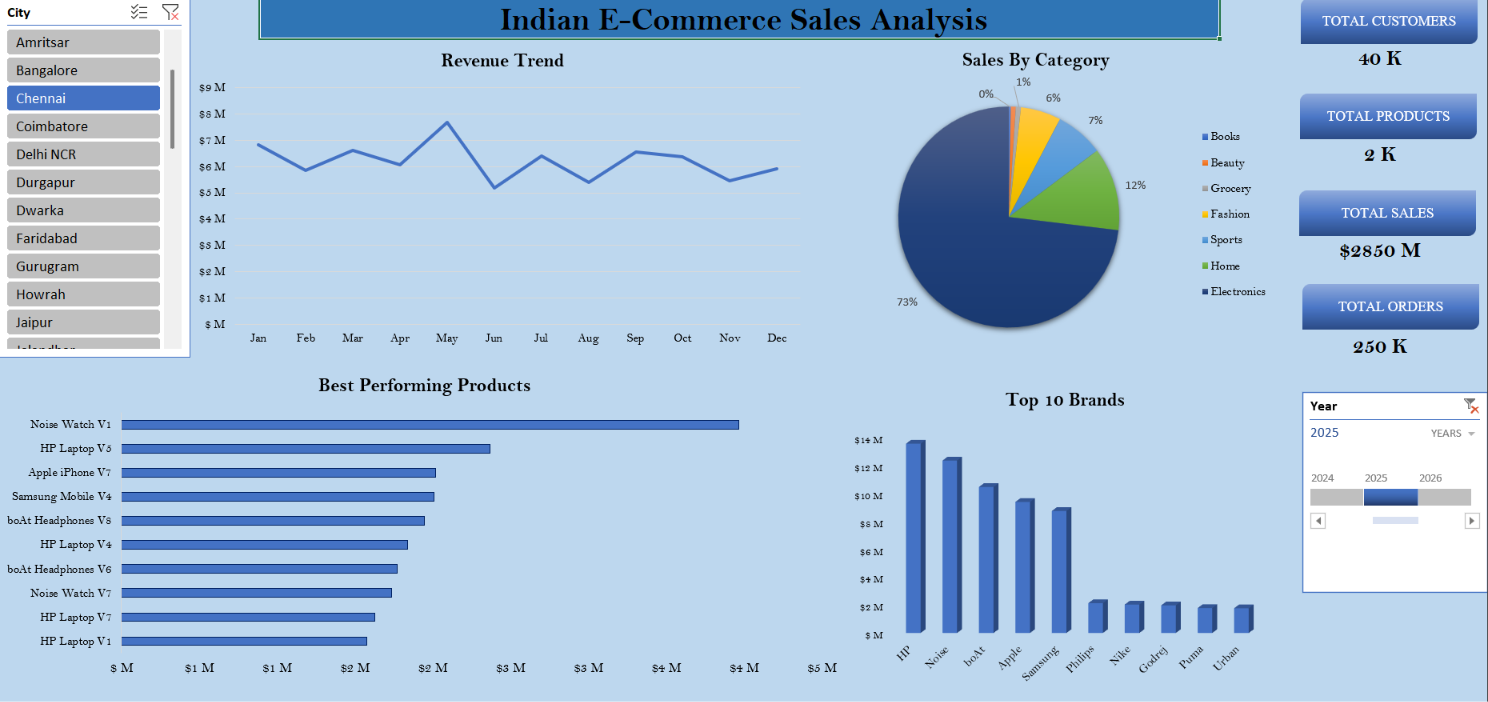 Indian E-Commerce Sales Analysis
City
Amritsar
Bangalore
Chennai
Coimbatore
Delhi NCR
Durgapur
Dwarka
Faridabad
Gurugram
Howrah
Jaipur
Revenue Trend
$9 M
$8 M
$7 M
$6 M
$5 M
$4 M
$3 M
$2 M
$1 M
$ M
Jan Feb Mar Apr May Jun Jul Aug Sep Oct Nov Dec
Sales By Category
0%
1%
6%
7%
12%
73%
Books
Beauty
Grocery
Fashion
Sports
Home
Electronics
TOTAL CUSTOMERS
40 K
TOTAL PRODUCTS
2 K
TOTAL SALES
$2850 M
TOTAL ORDERS
250 K
Best Performing Products
Noise Watch V1
HP Laptop V5
Apple iPhone V7
Samsung Mobile V4
boAt Headphones V8
HP Laptop V4
boAt Headphones V6
Noise Watch V7
HP Laptop V7
HP Laptop V1
$ M $1 M $1 M $2 M $2 M $3 M $3 M $4 M $4 M $5 M
Top 10 Brands
$14 M
$12 M
$10 M
$8 M
$6 M
$4 M
$2 M
$ M
HP Noise boAt Apple Samsung Philips Nike Godrej Puma Urban
Year
2025 YEARS
2024 2025 2026